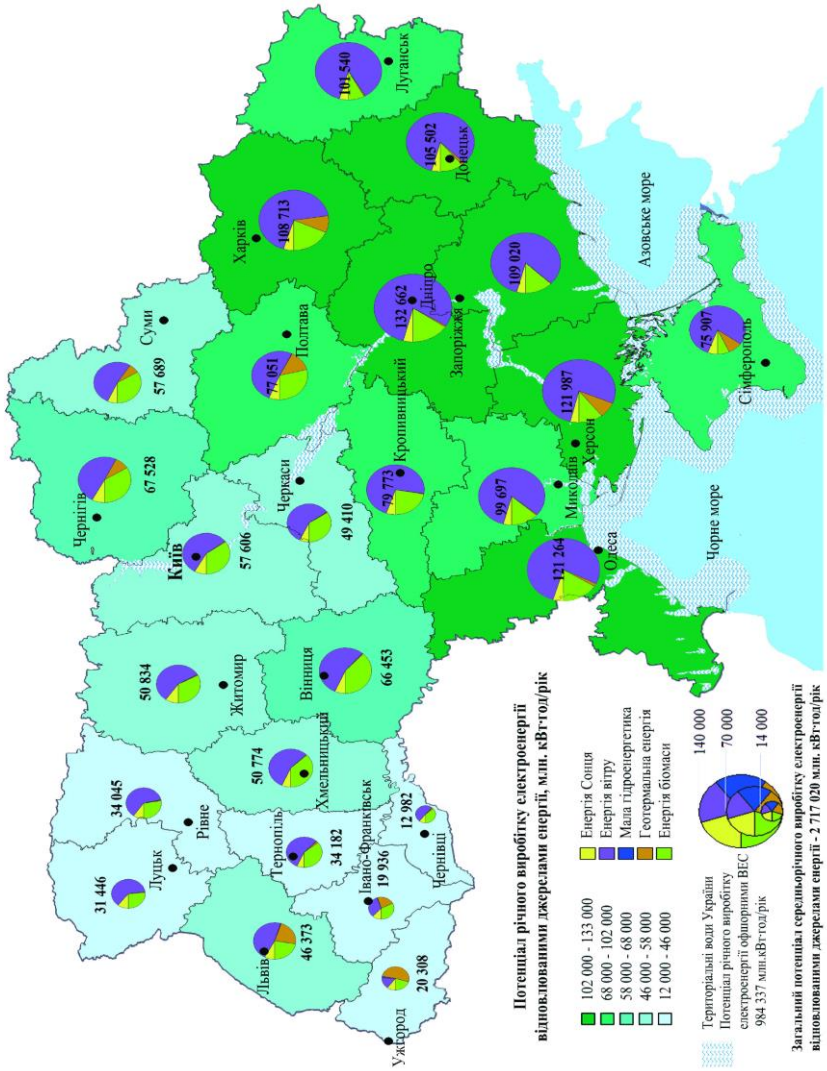 Чернігів
67 528
57 689
Суми
Луцьк
31 446
Рівне
34 045
Житомир
50 834
Київ
57 606
Харків
108 713
Львів
46 373
Тернопіль
34 182
Хмельницький
50 774
Вінниця
66 453
Черкаси
49 410
Полтава
77 051
Луганськ
101 540
Ужгород
20 308
Івано-Франківськ
19 936
Чернівці
12 982
Кропивницький
79 773
Дніпро
132 662
Донецьк
105 502
Запоріжжя
109 020
Одеса
121 264
Миколаїв
99 697
Херсон
121 987
Сімферополь
75 907
Азовське море
Чорне море
Потенціал річного виробітку електроенергії
відновлюваними джерелами енергії, млн. кВт·год/рік
102 000 - 133 000
68 000 - 102 000
58 000 - 68 000
46 000 - 58 000
12 000 - 46 000
Енергія Сонця
Енергія вітру
Мала гідроенергетика
Геотермальна енергія
Енергія біомаси
Територіальні води України
Потенціал річного виробітку
електроенергії офшорними ВЕС
984 337 млн.кВт·год/рік
140 000
70 000
14 000
Загальний потенціал середньорічного виробітку електроенергії
відновлюваними джерелами енергії - 2 717 020 млн. кВт·год/рік